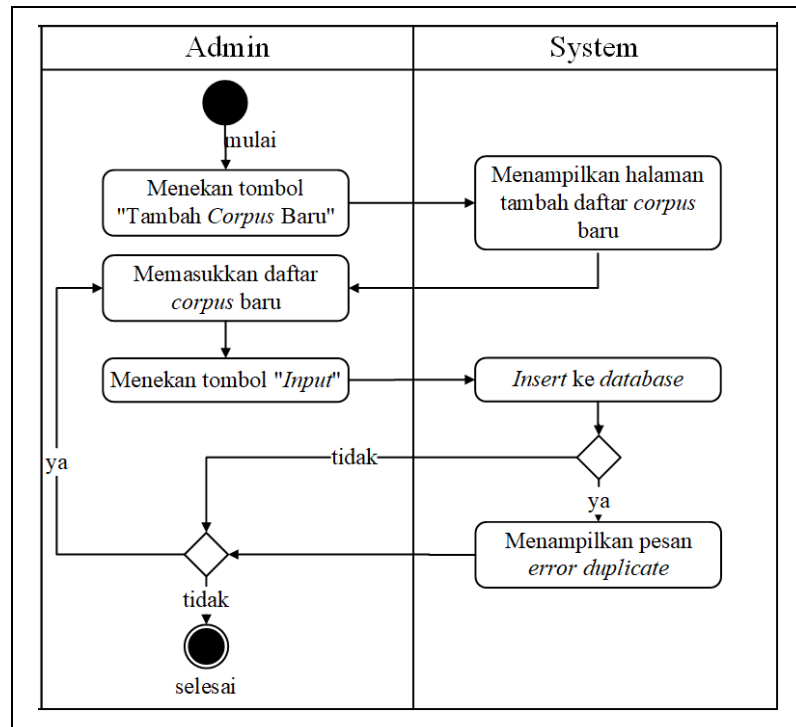 Admin
System
mulai
Menekan tombol
"Tambah Corpus Baru"
Menampilkan halaman
tambah daftar corpus
baru
Memasukkan daftar
corpus baru
Menekan tombol "Input"
Insert ke database
tidak
ya
ya
Menampilkan pesan
error duplicate
tidak
selesai